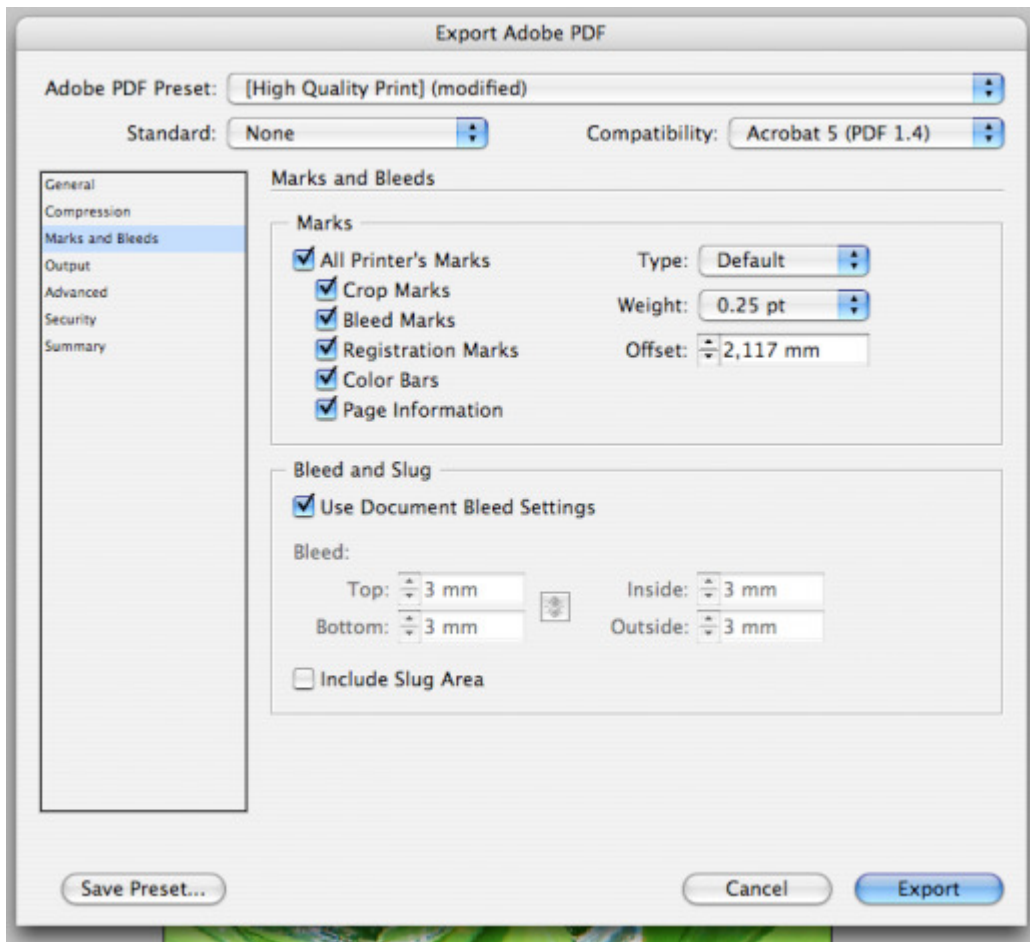 Export Adobe PDF
Adobe PDF Preset: [High Quality Print] (modified)
Standard: None Compatibility: Acrobat 5 (PDF 1.4)
General
Compression
Marks and Bleeds
Output
Advanced
Security
Summary
Marks and Bleeds
Marks
All Printer's Marks
Crop Marks
Bleed Marks
Registration Marks
Color Bars
Page Information
Type: Default
Weight: 0.25 pt
Offset: 2,117 mm
Bleed and Slug
Use Document Bleed Settings
Bleed:
Top: 3 mm Inside: 3 mm
Bottom: 3 mm Outside: 3 mm
Include Slug Area
Save Preset... Cancel Export